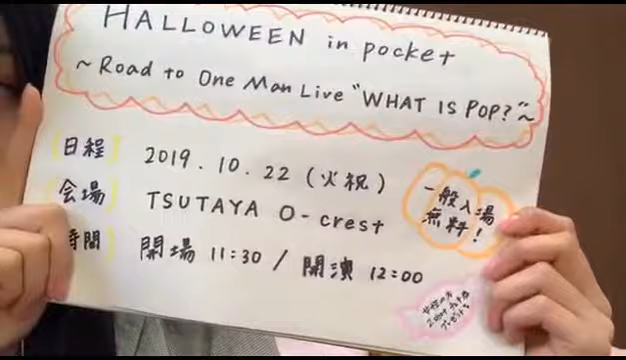 HALLOWEEN in pocket
~Road to One Man Live "WHAT IS POP?"~
日程 2019.10.22(火祝)
会場 TSUTAYA O-crest
時間 開場 11:30 / 開演 12:00
一般入場
無料!